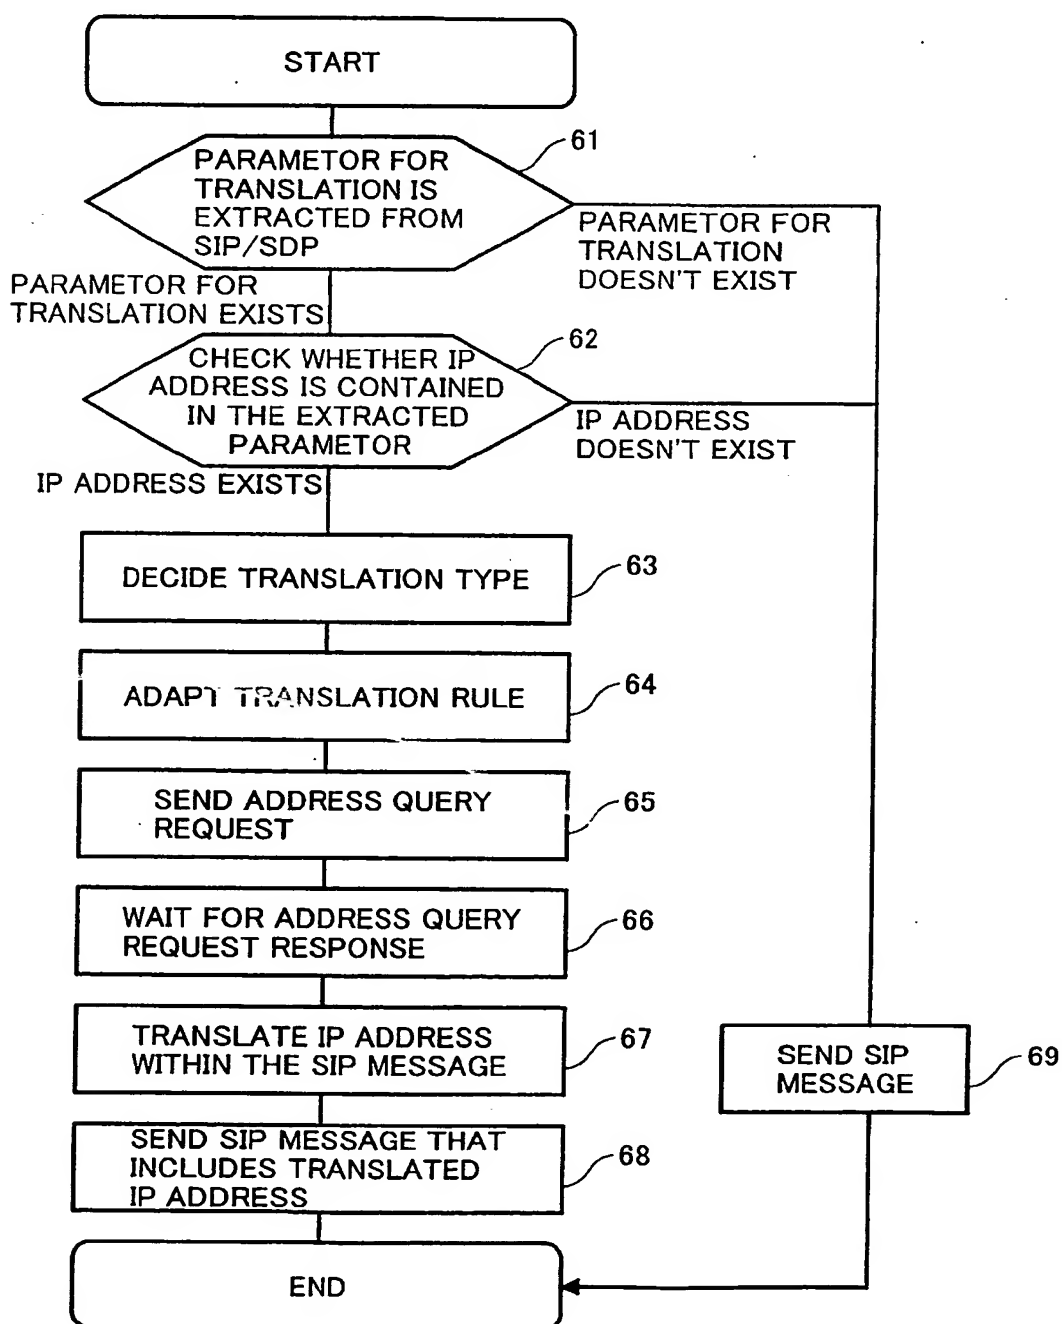 START
61
PARAMETOR FOR
TRANSLATION IS
EXTRACTED FROM
SIP/SDP
PARAMETOR FOR
TRANSLATION
DOESN'T EXIST
PARAMETOR FOR
TRANSLATION EXISTS
62
CHECK WHETHER IP
ADDRESS IS CONTAINED
IN THE EXTRACTED
PARAMETOR
IP ADDRESS
DOESN'T EXIST
IP ADDRESS EXISTS
DECIDE TRANSLATION TYPE
63
ADAPT TRANSLATION RULE
64
SEND ADDRESS QUERY
REQUEST
65
WAIT FOR ADDRESS QUERY
REQUEST RESPONSE
66
TRANSLATE IP ADDRESS
WITHIN THE SIP MESSAGE
67
SEND SIP
MESSAGE
69
SEND SIP MESSAGE THAT
INCLUDES TRANSLATED
IP ADDRESS
68
END